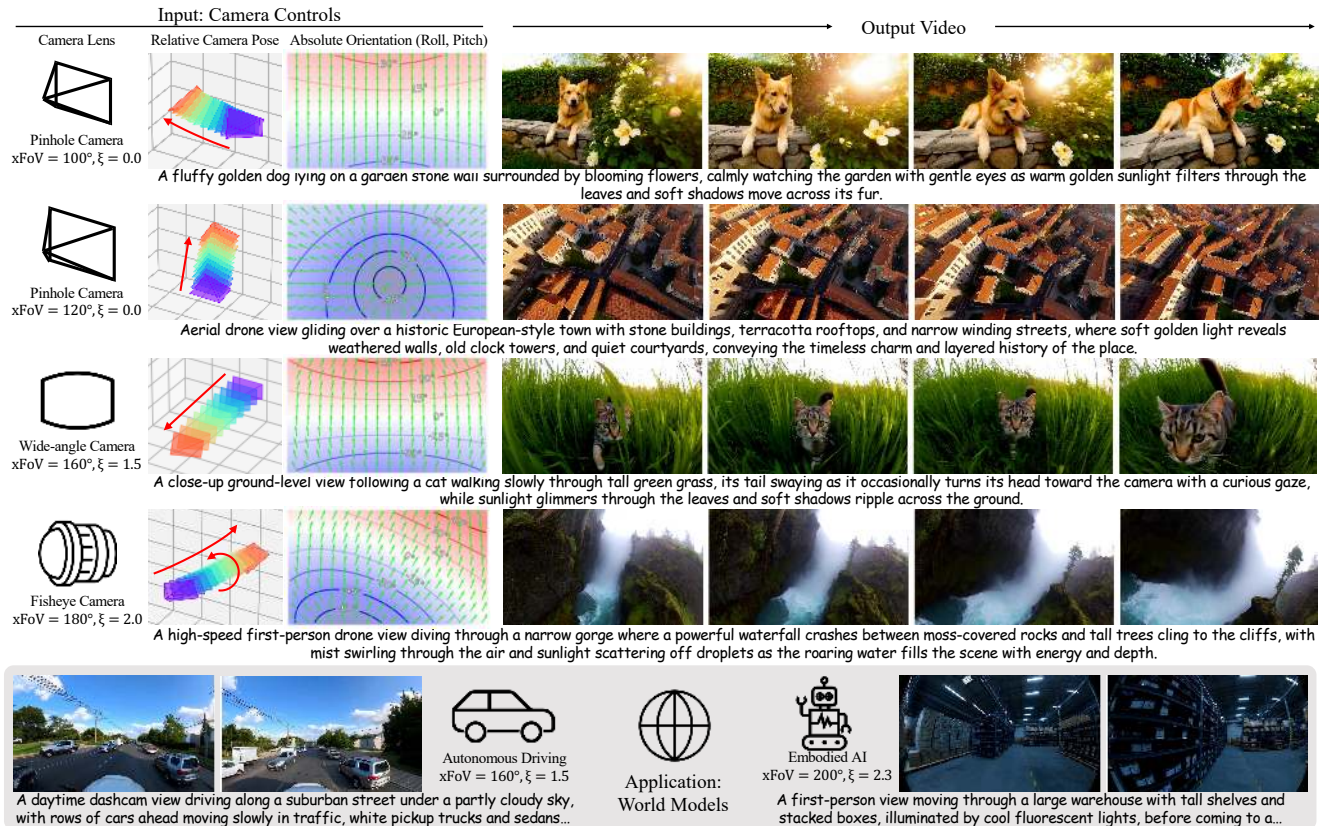 Input: Camera Controls
Output Video
Camera Lens
Relative Camera Pose
Absolute Orientation (Roll, Pitch)
Pinhole Camera
xFoV = 100°, ξ = 0.0
A fluffy golden dog lying on a garden stone wall surrounded by blooming flowers, calmly watching the garden with gentle eyes as warm golden sunlight filters through the
leaves and soft shadows move across its fur.
Pinhole Camera
xFoV = 120°, ξ = 0.0
Aerial drone view gliding over a historic European-style town with stone buildings, terracotta rooftops, and narrow winding streets, where soft golden light reveals
weathered walls, old clock towers, and quiet courtyards, conveying the timeless charm and layered history of the place.
Wide-angle Camera
xFoV = 160°, ξ = 1.5
A close-up ground-level view following a cat walking slowly through tall green grass, its tail swaying as it occasionally turns its head toward the camera with a curious gaze,
while sunlight glimmers through the leaves and soft shadows ripple across the ground.
Fisheye Camera
xFoV = 180°, ξ = 2.0
A high-speed first-person drone view diving through a narrow gorge where a powerful waterfall crashes between moss-covered rocks and tall trees cling to the cliffs, with
mist swirling through the air and sunlight scattering off droplets as the roaring water fills the scene with energy and depth.
Autonomous Driving
xFoV = 160°, ξ = 1.5
A daytime dashcam view driving along a suburban street under a partly cloudy sky,
with rows of cars ahead moving slowly in traffic, white pickup trucks and sedans...
Application:
World Models
Embodied AI
xFoV = 200°, ξ = 2.3
A first-person view moving through a large warehouse with tall shelves and
stacked boxes, illuminated by cool fluorescent lights, before coming to a...